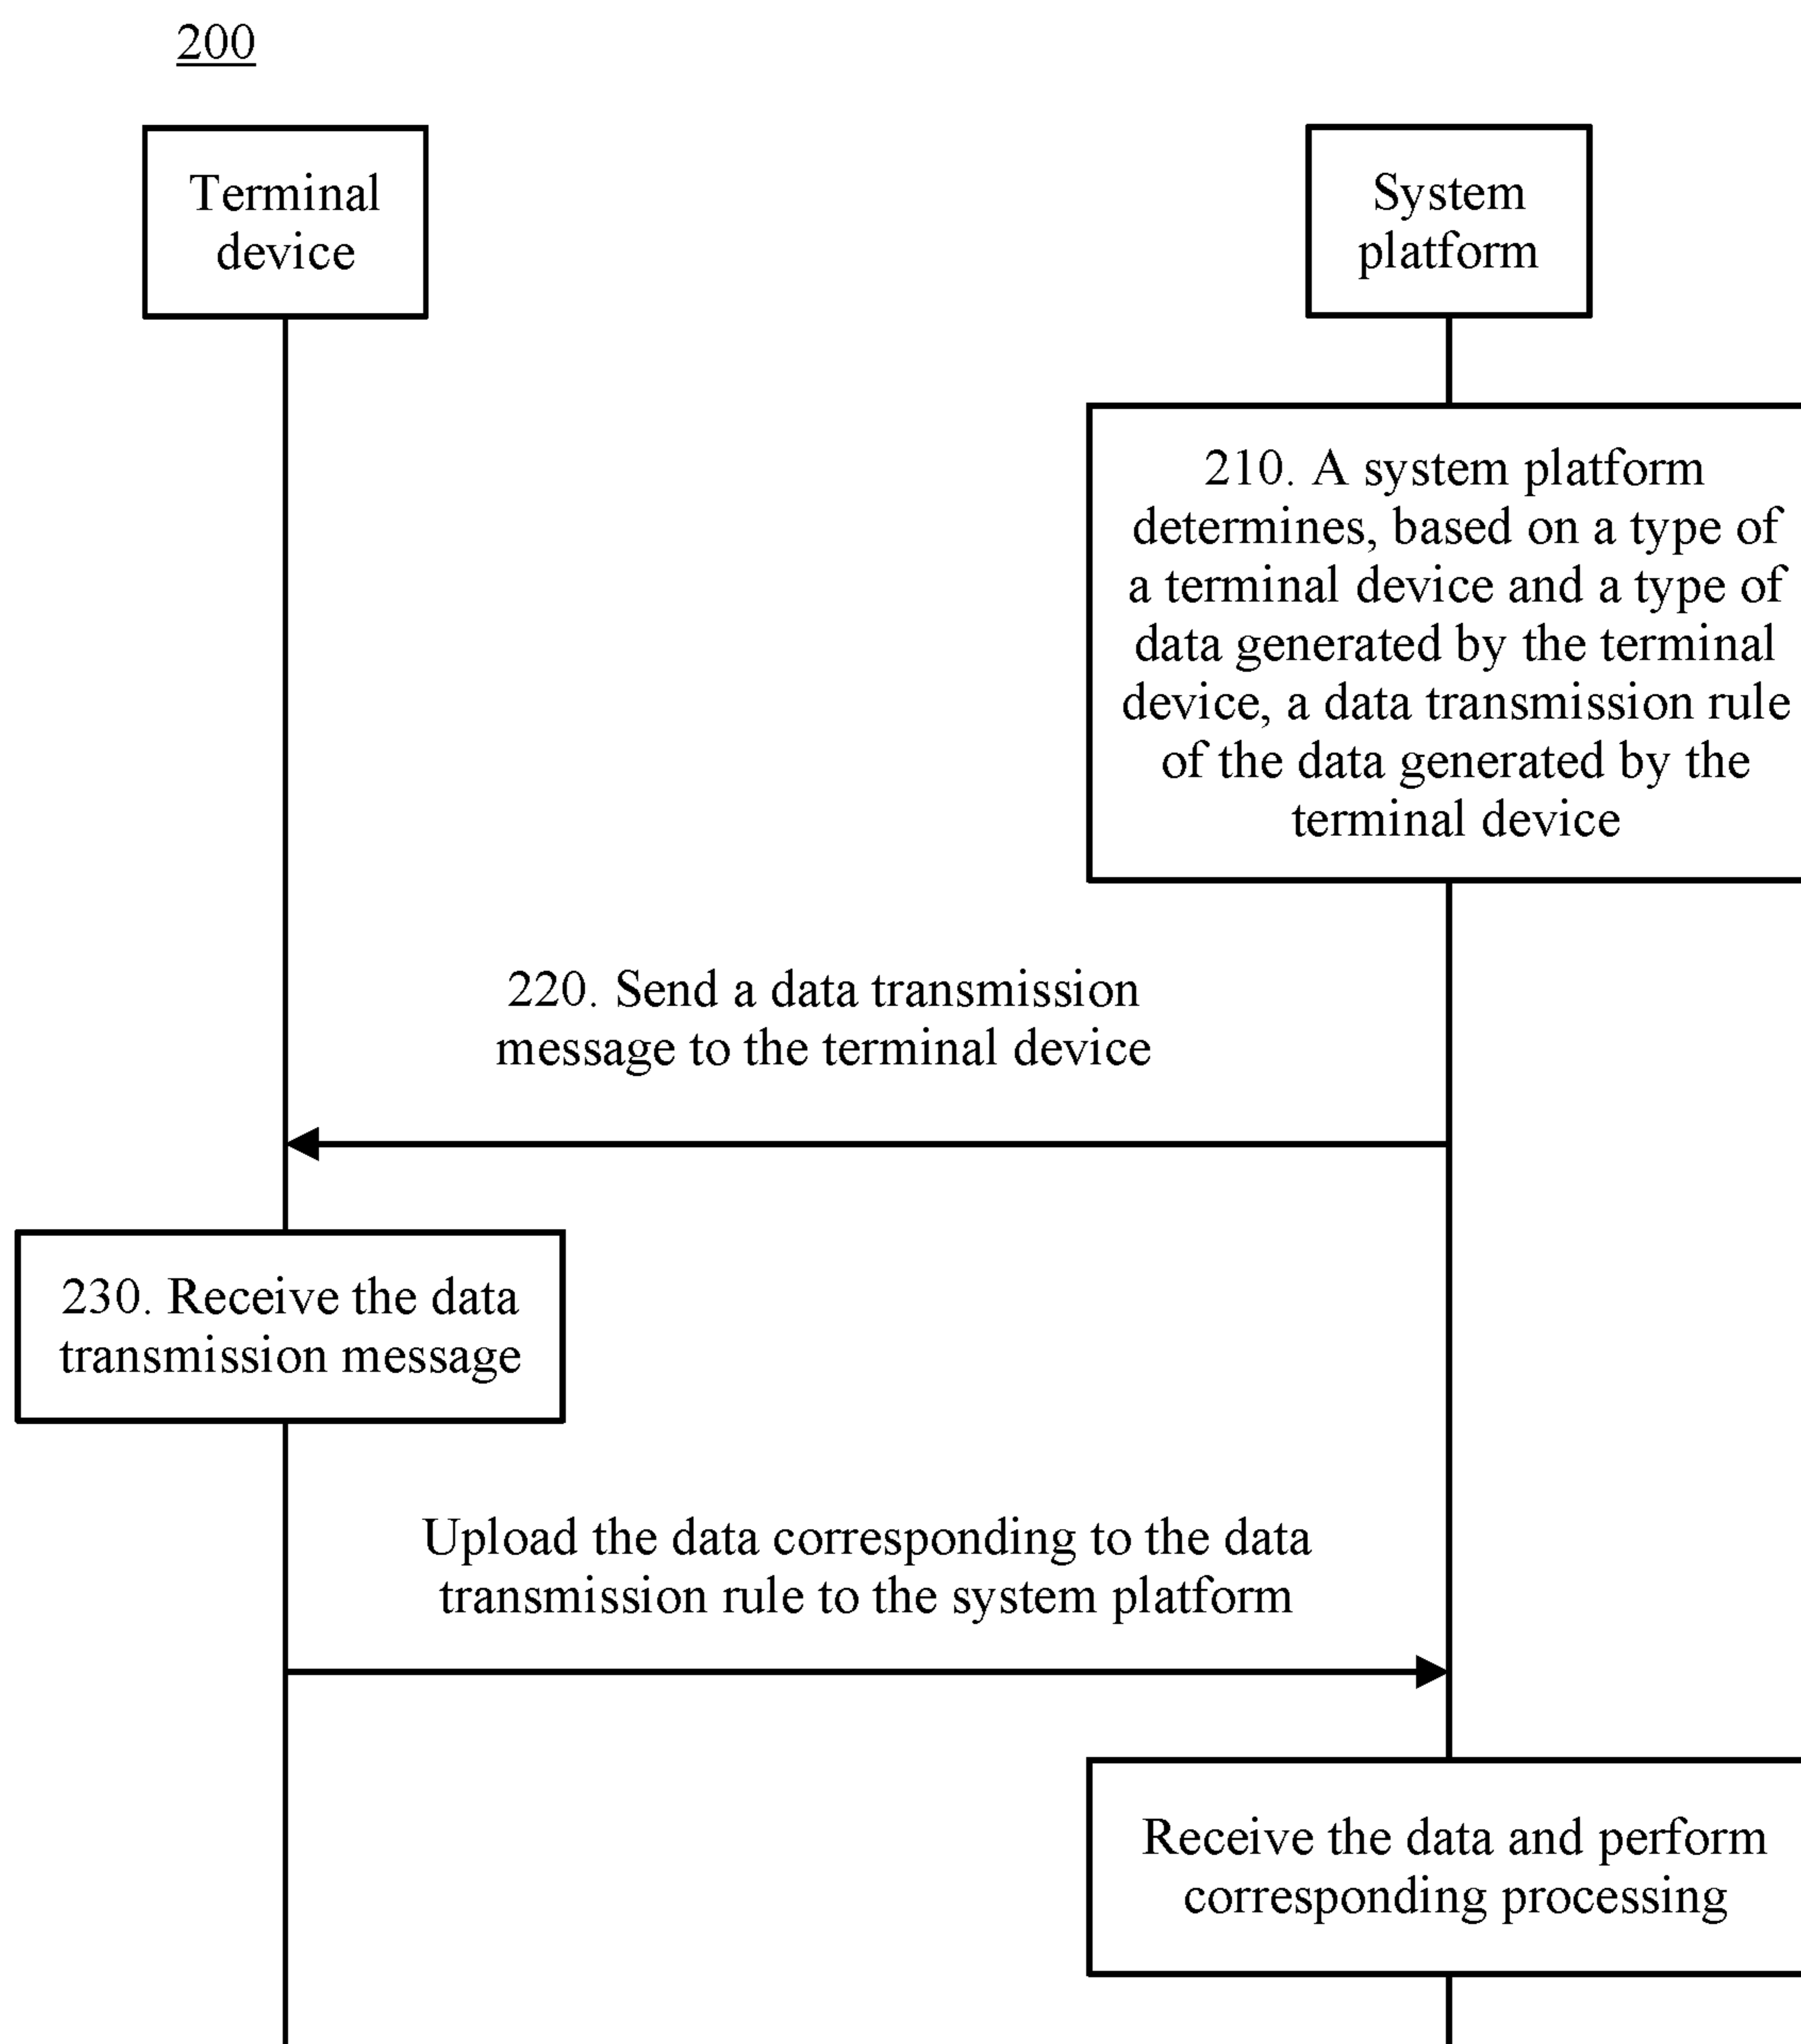 200
Terminal
device
System
platform
210. A system platform
determines, based on a type of
a terminal device and a type of
data generated by the terminal
device, a data transmission rule
of the data generated by the
terminal device
220. Send a data transmission
message to the terminal device
230. Receive the data
transmission message
Upload the data corresponding to the data
transmission rule to the system platform
Receive the data and perform
corresponding processing